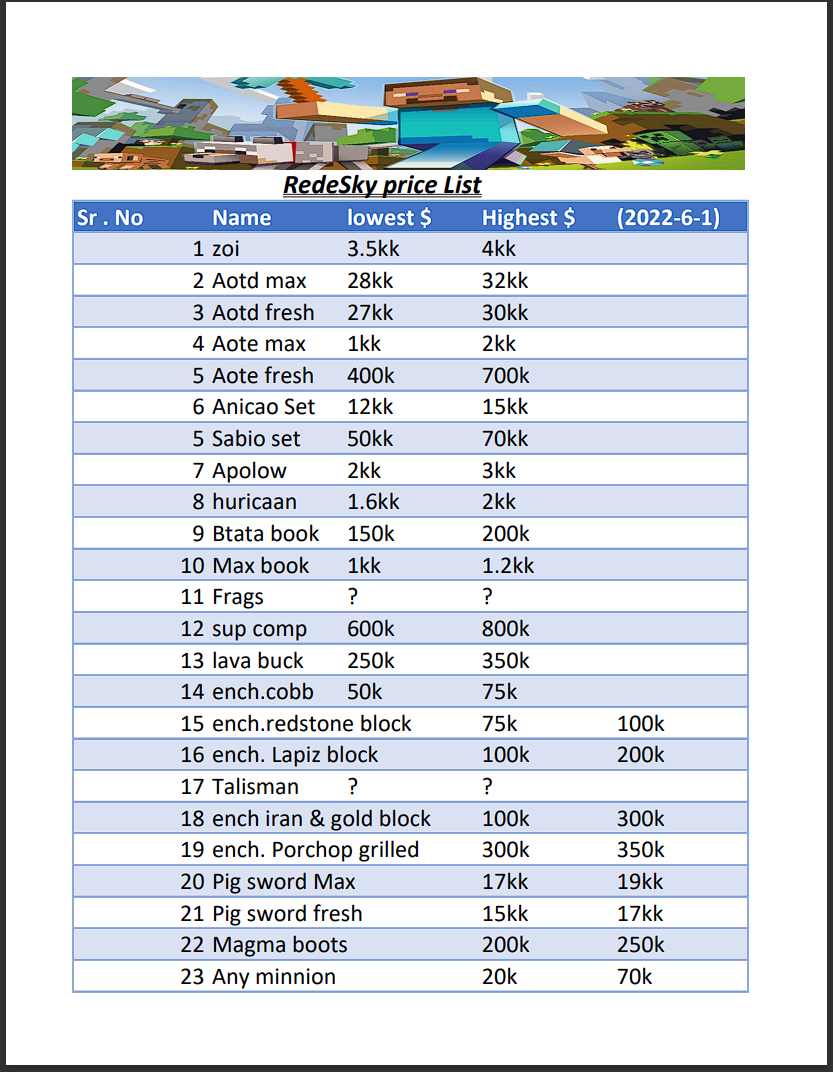 RedeSky price List
Sr . No Name lowest $ Highest $ (2022-6-1)
1 zoi 3.5kk 4kk
2 Aotd max 28kk 32kk
3 Aotd fresh 27kk 30kk
4 Aote max 1kk 2kk
5 Aote fresh 400k 700k
6 Anicao Set 12kk 15kk
5 Sabio set 50kk 70kk
7 Apolow 2kk 3kk
8 huricaan 1.6kk 2kk
9 Btata book 150k 200k
10 Max book 1kk 1.2kk
11 Frags ? ?
12 sup comp 600k 800k
13 lava buck 250k 350k
14 ench.cobb 50k 75k
15 ench.redstone block 75k 100k
16 ench. Lapiz block 100k 200k
17 Talisman ? ?
18 ench iran & gold block 100k 300k
19 ench. Porchop grilled 300k 350k
20 Pig sword Max 17kk 19kk
21 Pig sword fresh 15kk 17kk
22 Magma boots 200k 250k
23 Any minnion 20k 70k